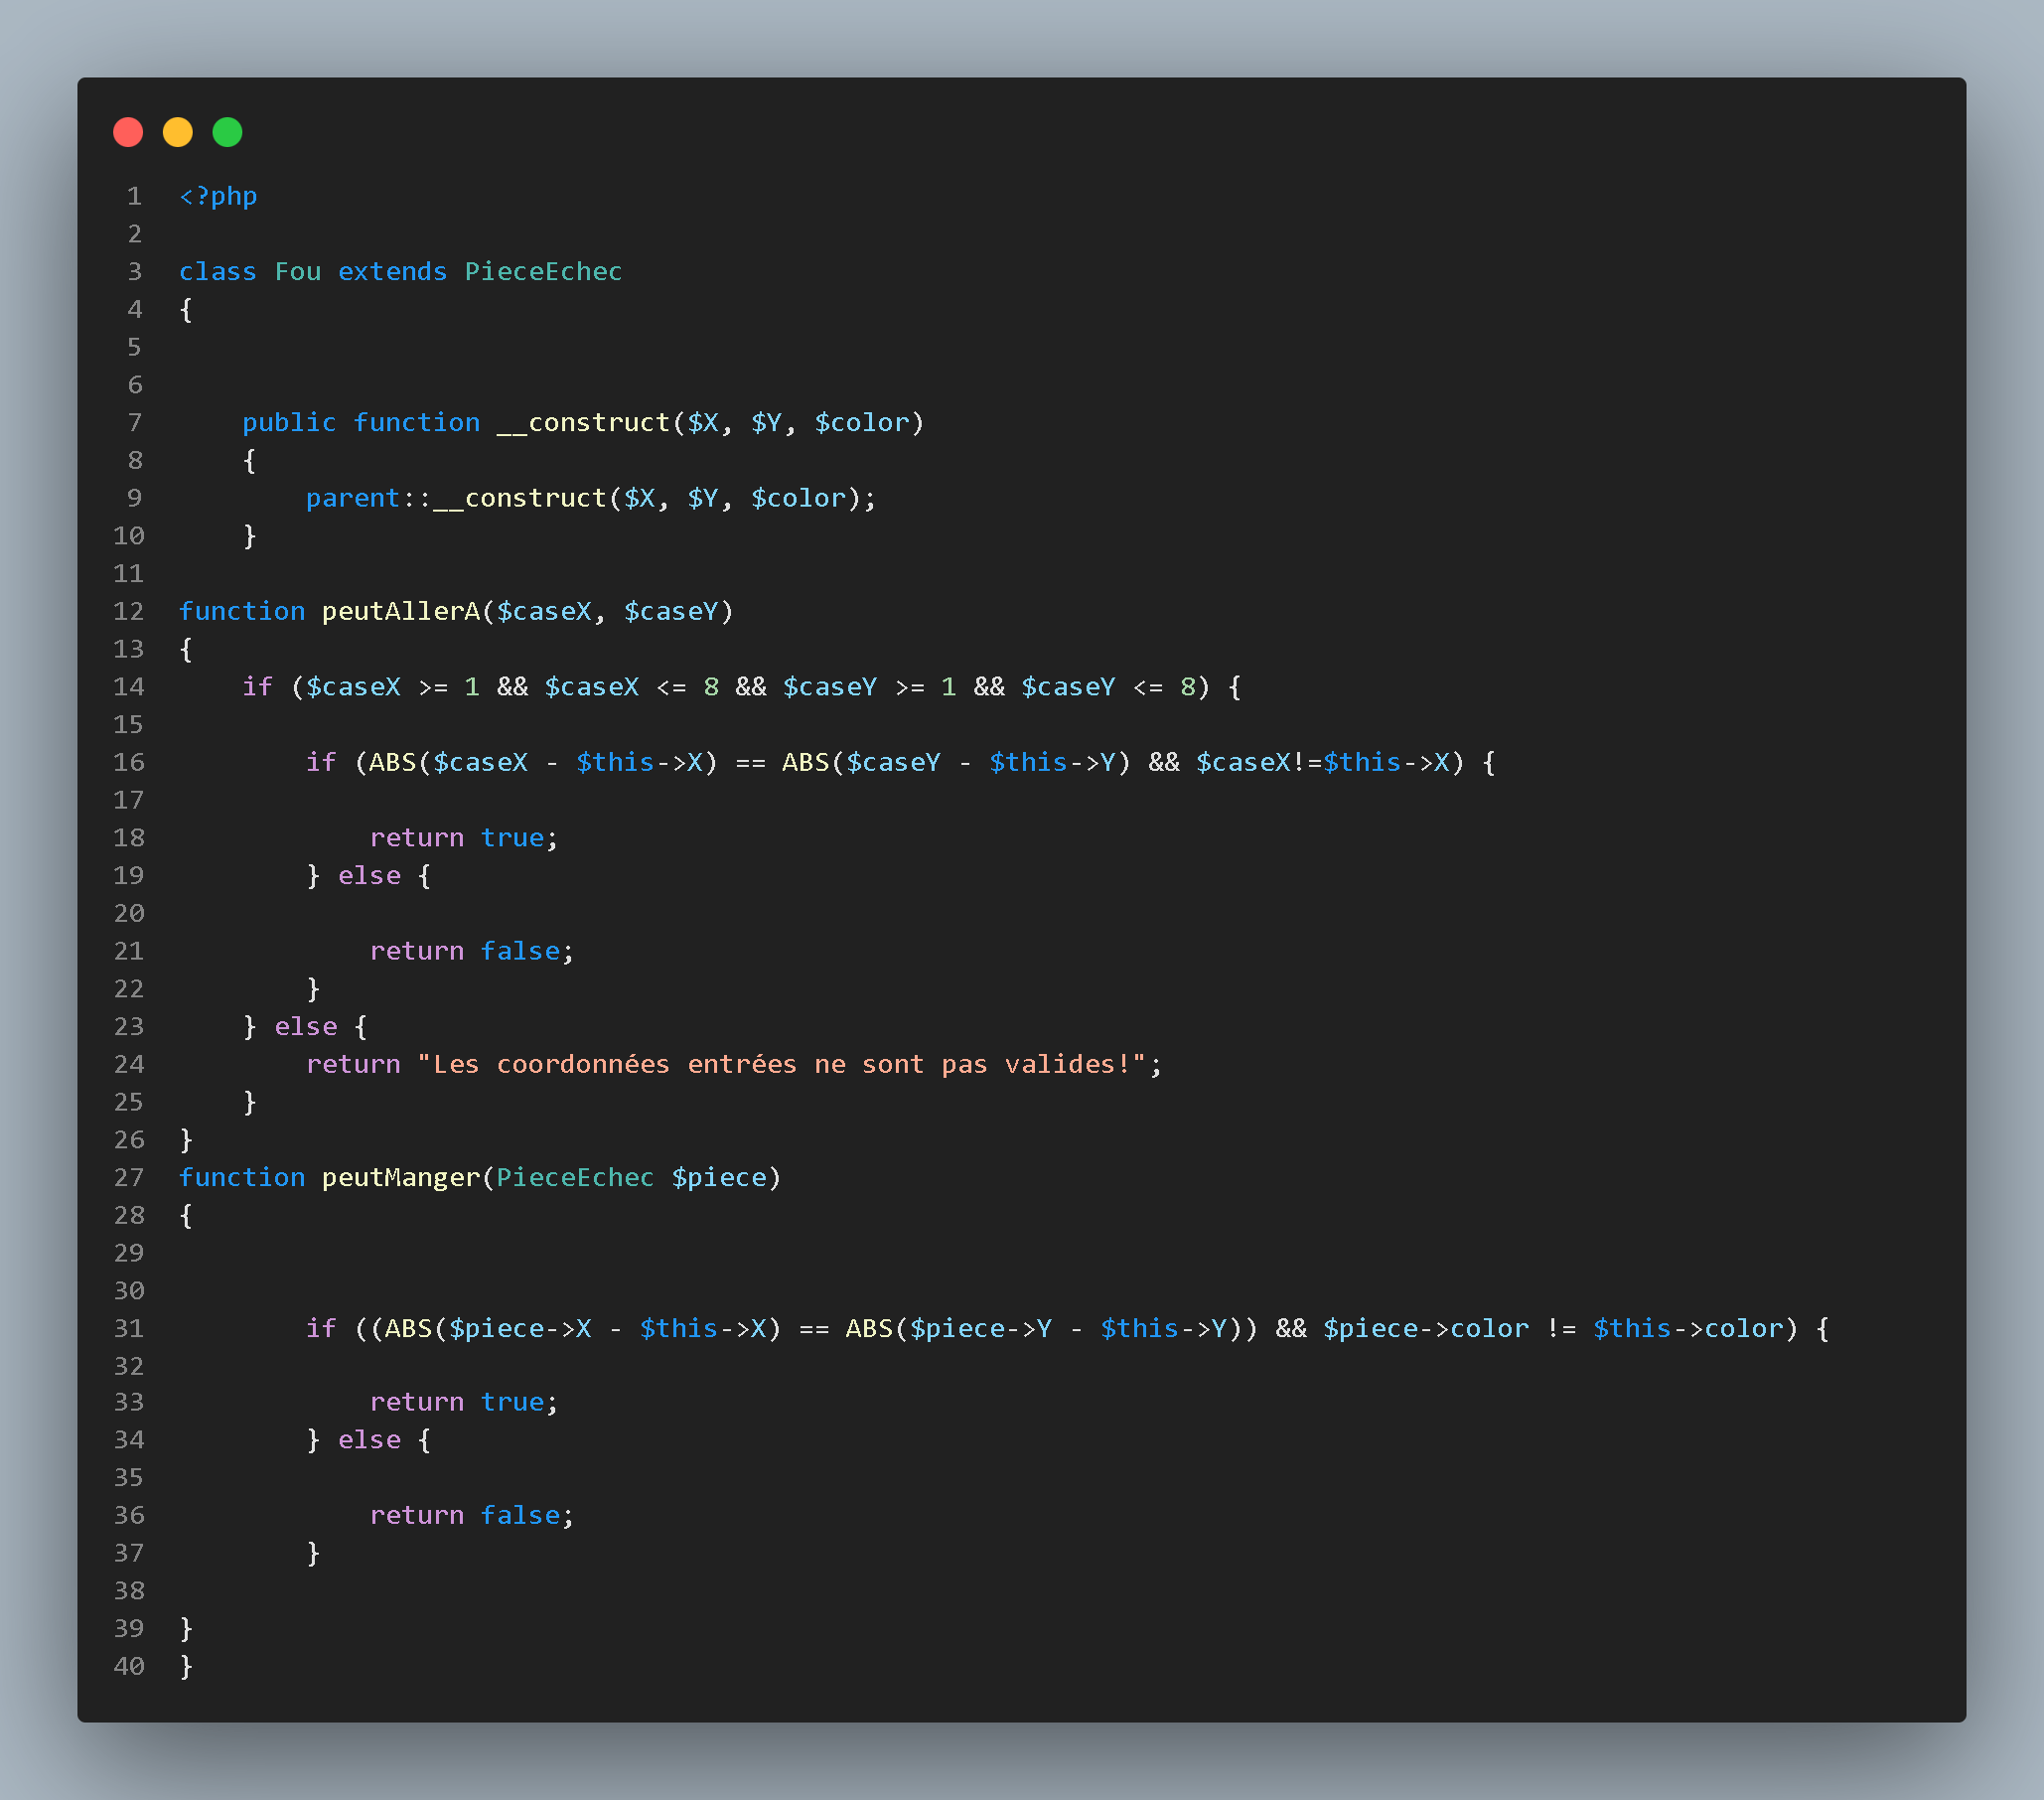 1 <?php
2
3 class Fou extends PieceEchec
4 {
5
6
7     public function __construct($X, $Y, $color)
8     {
9         parent::__construct($X, $Y, $color);
10     }
11
12 function peutAllerA($caseX, $caseY)
13 {
14     if ($caseX >= 1 && $caseX <= 8 && $caseY >= 1 && $caseY <= 8) {
15
16         if (ABS($caseX - $this->X) == ABS($caseY - $this->Y) && $caseX!=$this->X) {
17
18             return true;
19         } else {
20
21             return false;
22         }
23     } else {
24         return "Les coordonnées entrées ne sont pas valides!";
25     }
26 }
27 function peutManger(PieceEchec $piece)
28 {
29
30
31         if ((ABS($piece->X - $this->X) == ABS($piece->Y - $this->Y)) && $piece->color != $this->color) {
32
33             return true;
34         } else {
35
36             return false;
37         }
38
39 }
40 }